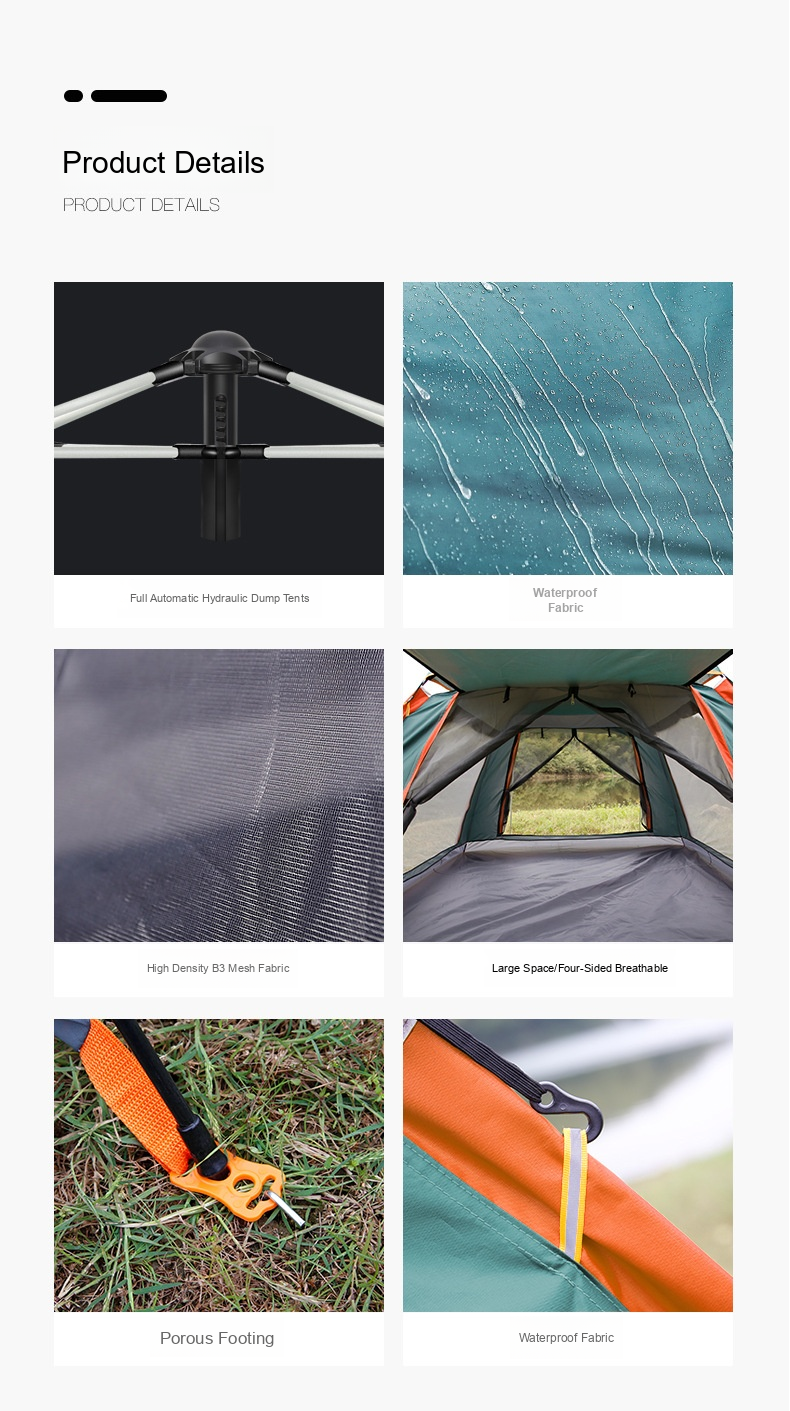 Product Details
PRODUCT DETAILS
Full Automatic Hydraulic Dump Tents
Waterproof
Fabric
High Density B3 Mesh Fabric
Large Space/Four-Sided Breathable
Porous Footing
Waterproof Fabric